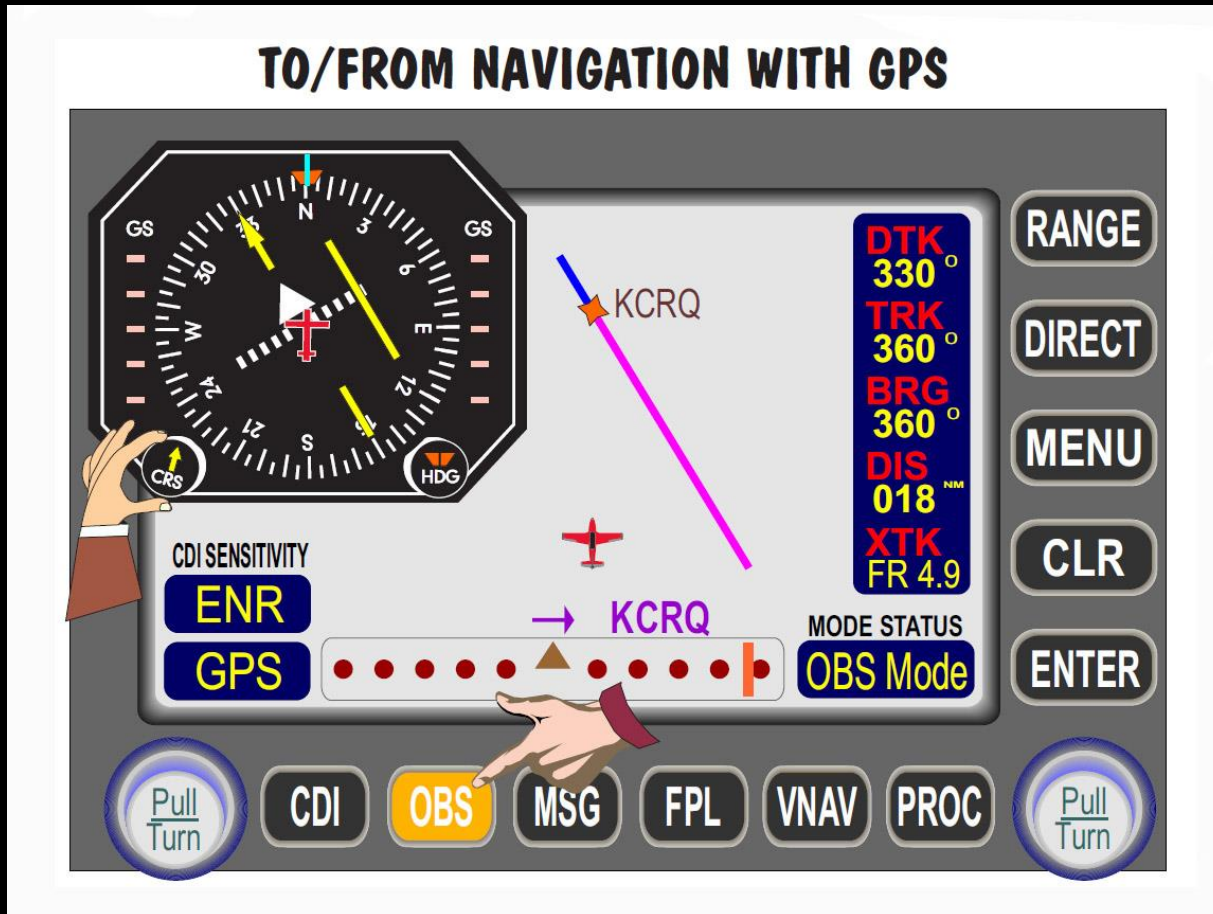 TO/FROM NAVIGATION WITH GPS
GS
GS
N
3
6
E
12
15
S
21
24
W
30
33
CRS
HDG
KCRQ
DTK
330°
TRK
360°
BRG
360°
DIS
018 NM
XTK
FR 4.9
RANGE
DIRECT
MENU
CLR
ENTER
CDI SENSITIVITY
ENR
GPS
→ KCRQ
MODE STATUS
OBS Mode
Pull
Turn
CDI
OBS
MSG
FPL
VNAV
PROC
Pull
Turn